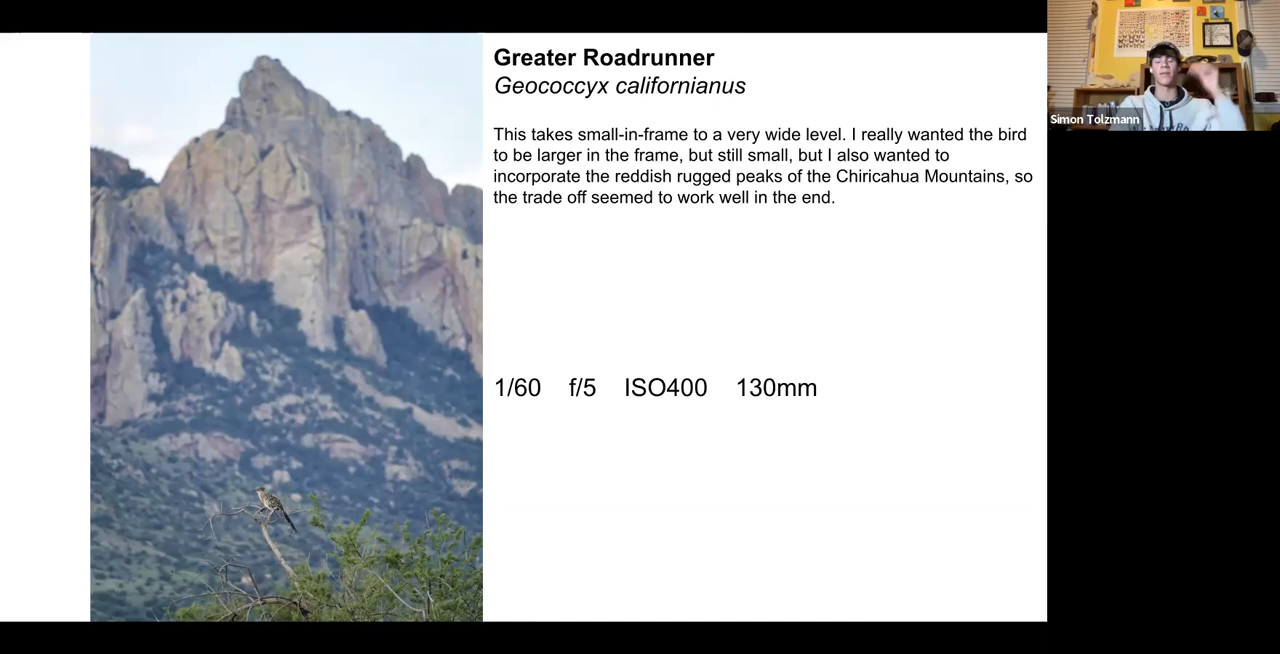 Greater Roadrunner
Geococcyx californianus
This takes small-in-frame to a very wide level. I really wanted the bird
to be larger in the frame, but still small, but I also wanted to
incorporate the reddish rugged peaks of the Chiricahua Mountains, so
the trade off seemed to work well in the end.
1/60 f/5 ISO400 130mm
Simon Tolzmann